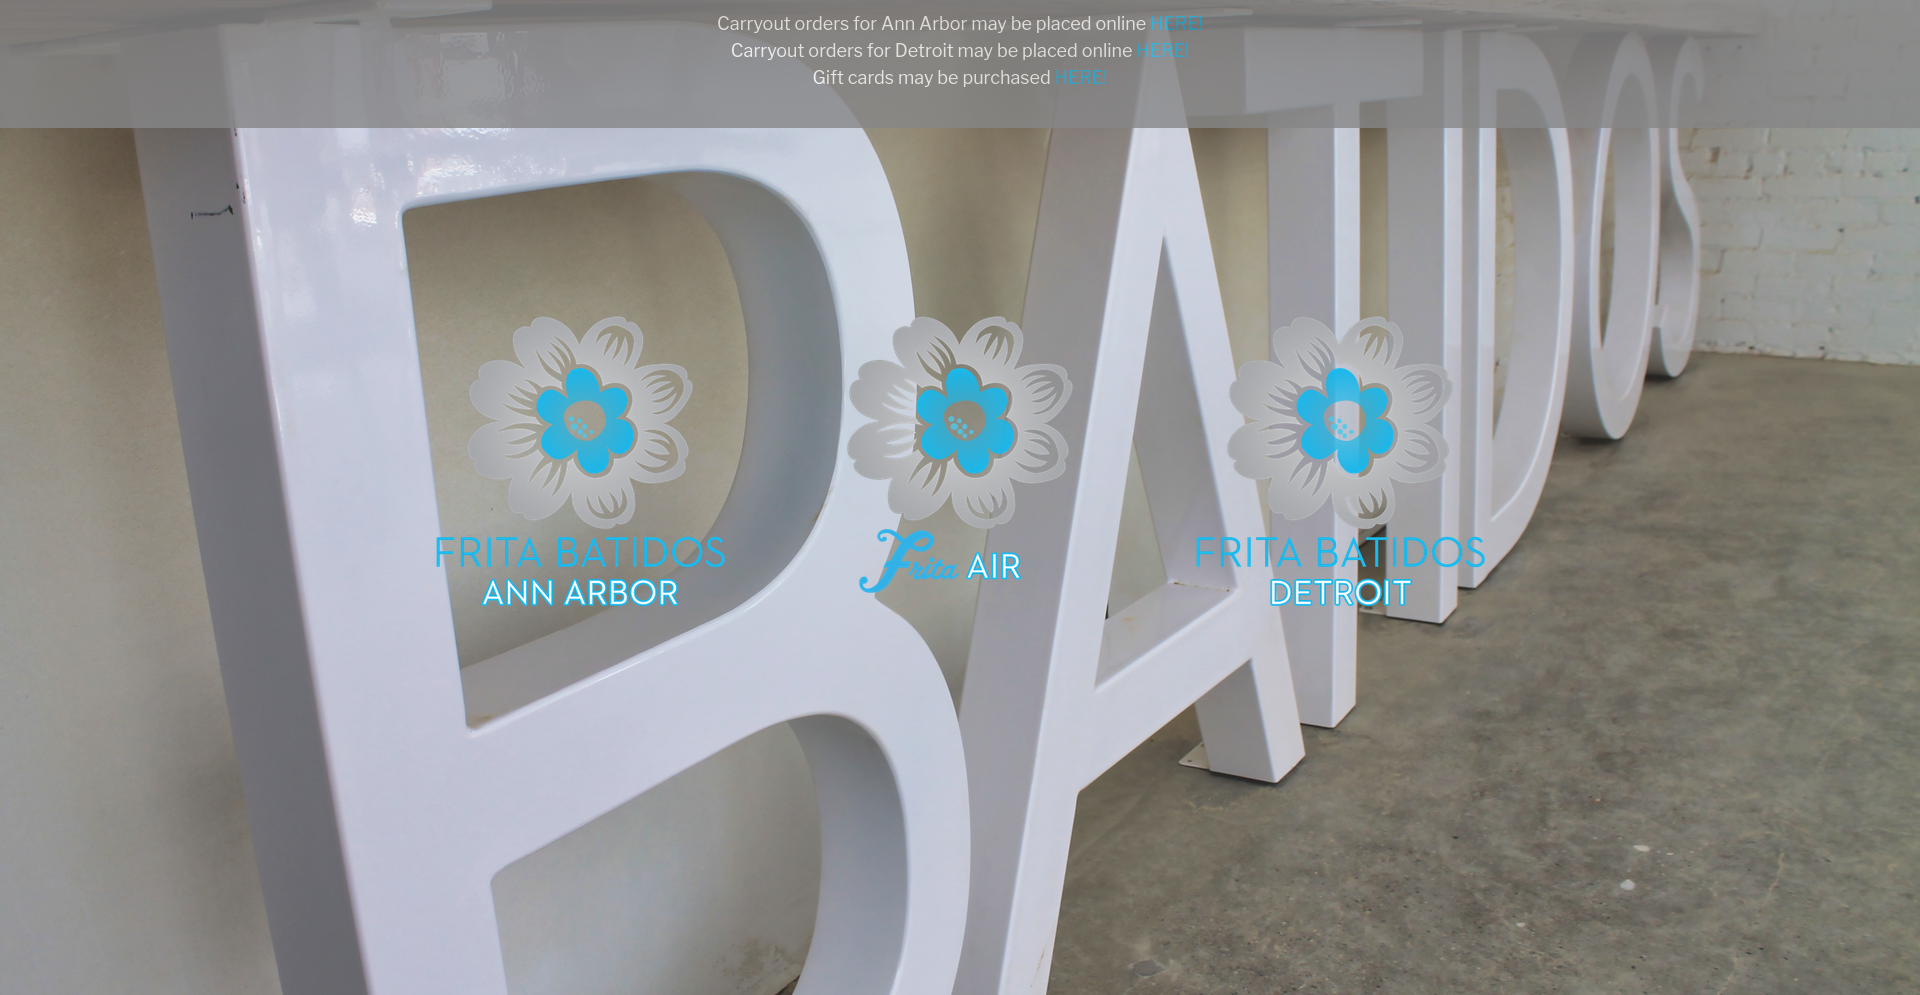 Carryout orders for Ann Arbor may be placed online HERE!
Carryout orders for Detroit may be placed online HERE!
Gift cards may be purchased HERE!
BATIDOS
FRITA BATIDOS
ANN ARBOR
Frita AIR
FRITA BATIDOS
DETROIT